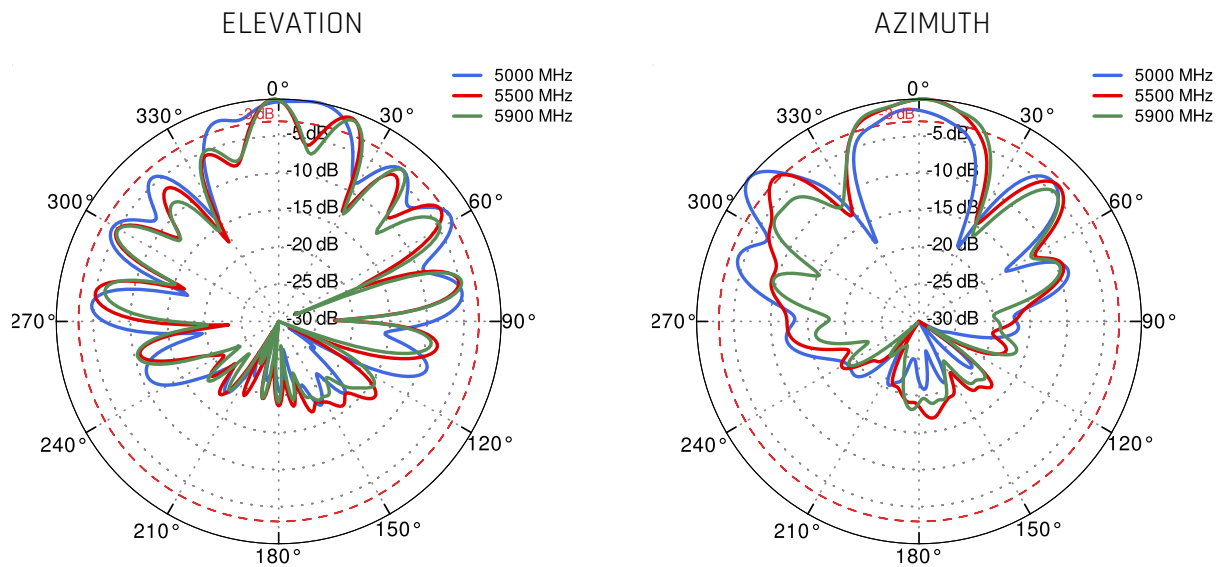 ELEVATION
5000 MHz
5500 MHz
5900 MHz
0°
30°
60°
90°
120°
150°
180°
210°
240°
270°
300°
330°
-3 dB
-5 dB
-10 dB
-15 dB
-20 dB
-25 dB
-30 dB
AZIMUTH
5000 MHz
5500 MHz
5900 MHz
0°
30°
60°
90°
120°
150°
180°
210°
240°
270°
300°
330°
-3 dB
-5 dB
-10 dB
-15 dB
-20 dB
-25 dB
-30 dB